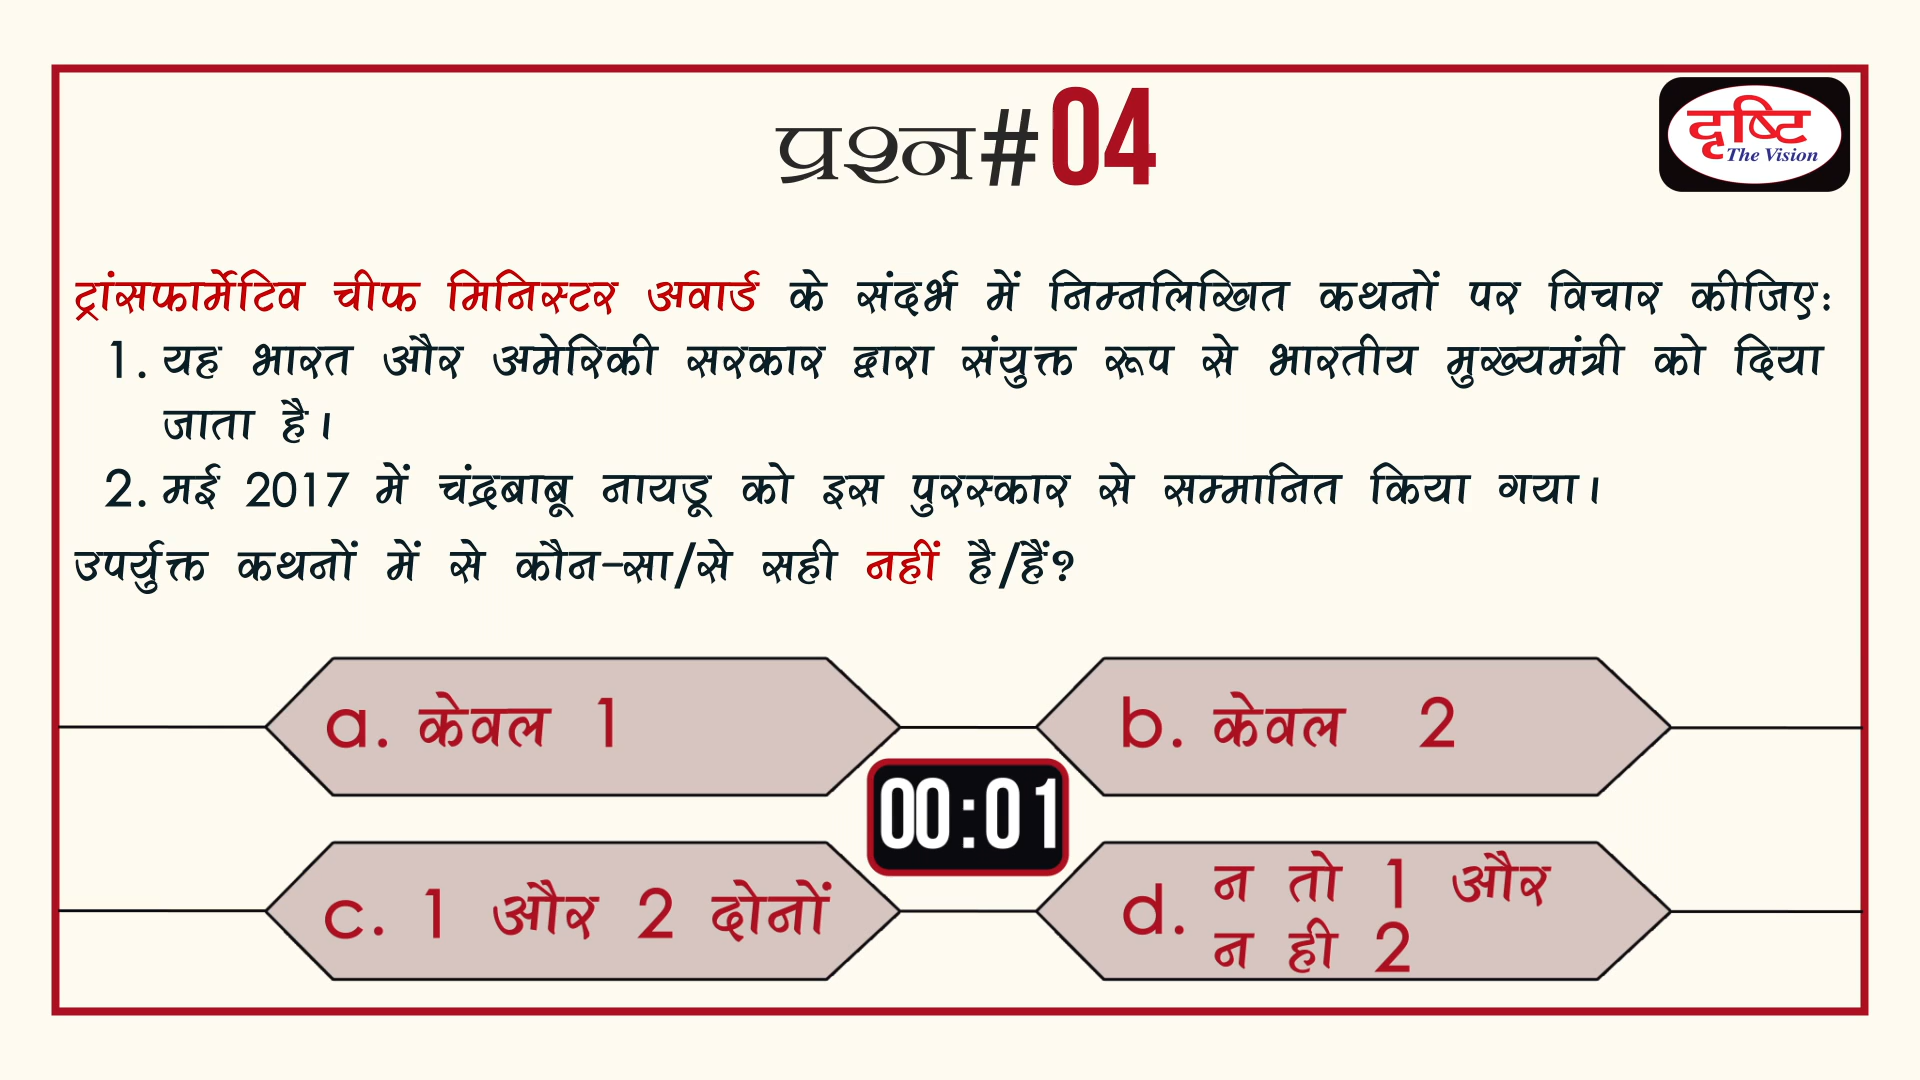 प्रश्न#04
दृष्टि
The Vision
ट्रांसफार्मेटिव चीफ मिनिस्टर अवार्ड के संदर्भ में निम्नलिखित कथनों पर विचार कीजिए:
1. यह भारत और अमेरिकी सरकार द्वारा संयुक्त रूप से भारतीय मुख्यमंत्री को दिया
जाता है।
2. मई 2017 में चंद्रबाबू नायडू को इस पुरस्कार से सम्मानित किया गया।
उपर्युक्त कथनों में से कौन-सा/से सही नहीं है/हैं?
a. केवल 1
b. केवल 2
00:01
c. 1 और 2 दोनों
d. न तो 1 और
न ही 2